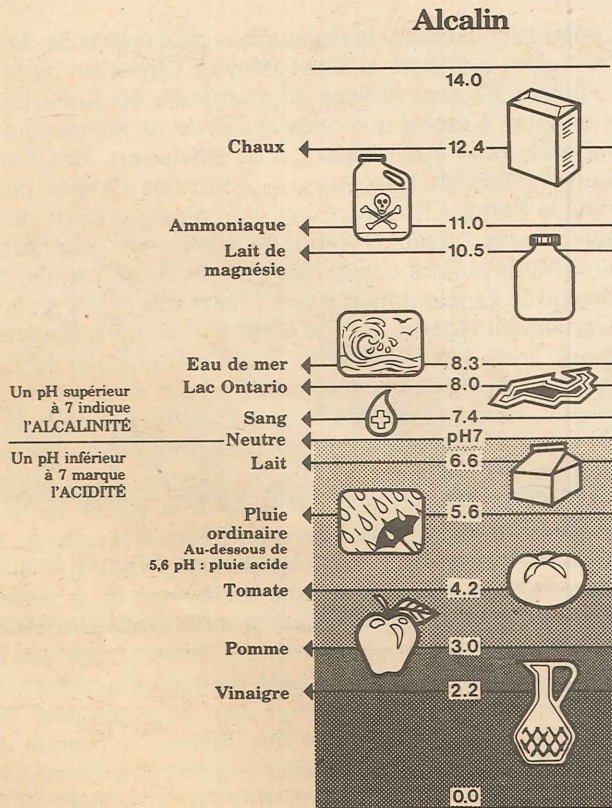 Alcalin
14.0
Chaux 12.4
Ammoniaque 11.0
Lait de 10.5
magnésie
Eau de mer 8.3
Lac Ontario 8.0
Un pH supérieur
à 7 indique
l'ALCALINITÉ
Sang 7.4
Neutre pH7
Un pH inférieur
à 7 marque
l'ACIDITÉ
Lait 6.6
Pluie 5.6
ordinaire
Au-dessous de
5,6 pH : pluie acide
Tomate 4.2
Pomme 3.0
Vinaigre 2.2
0.0